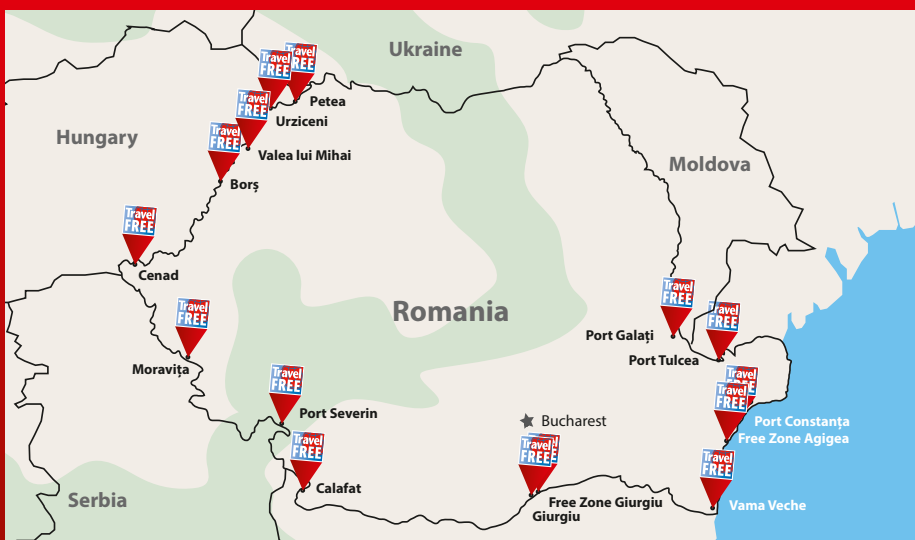 Ukraine
Travel
FREE
Travel
FREE
Petea
Urziceni
Travel
FREE
Hungary
Valea lui Mihai
Travel
FREE
Borș
Moldova
Travel
FREE
Cenad
Travel
FREE
Moravița
Romania
Travel
FREE
Port Galați
Travel
FREE
Port Tulcea
Travel
FREE
Port Severin
Travel
Travel
FREE
Port Constanța
Free Zone Agigea
Bucharest
Travel
FREE
Calafat
Travel
FREE
Free Zone Giurgiu
Giurgiu
Travel
FREE
Vama Veche
Serbia